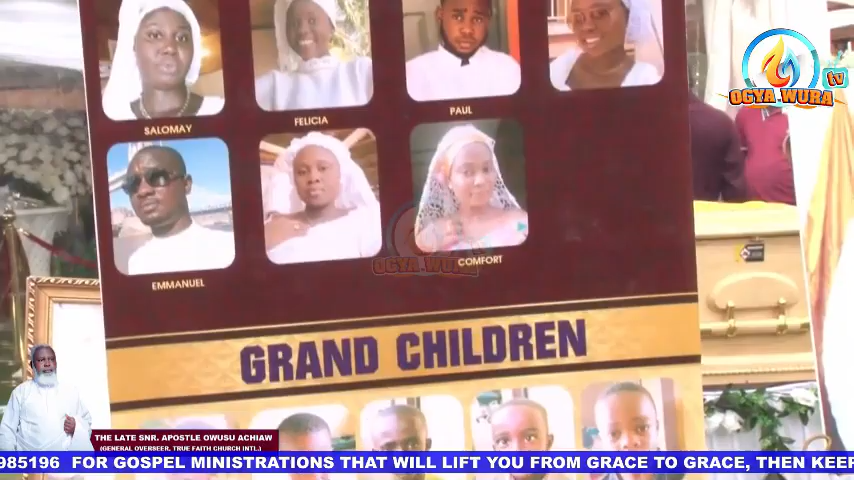 OGYA.WURA
tv
SALOMAY
FELICIA
PAUL
EMMANUEL
COMFORT
OGYA.WURA
GRAND CHILDREN
THE LATE SNR. APOSTLE OWUSU ACHIAW
(GENERAL OVERSEER, TRUE FAITH CHURCH INTL.)
985196 FOR GOSPEL MINISTRATIONS THAT WILL LIFT YOU FROM GRACE TO GRACE, THEN KEEP